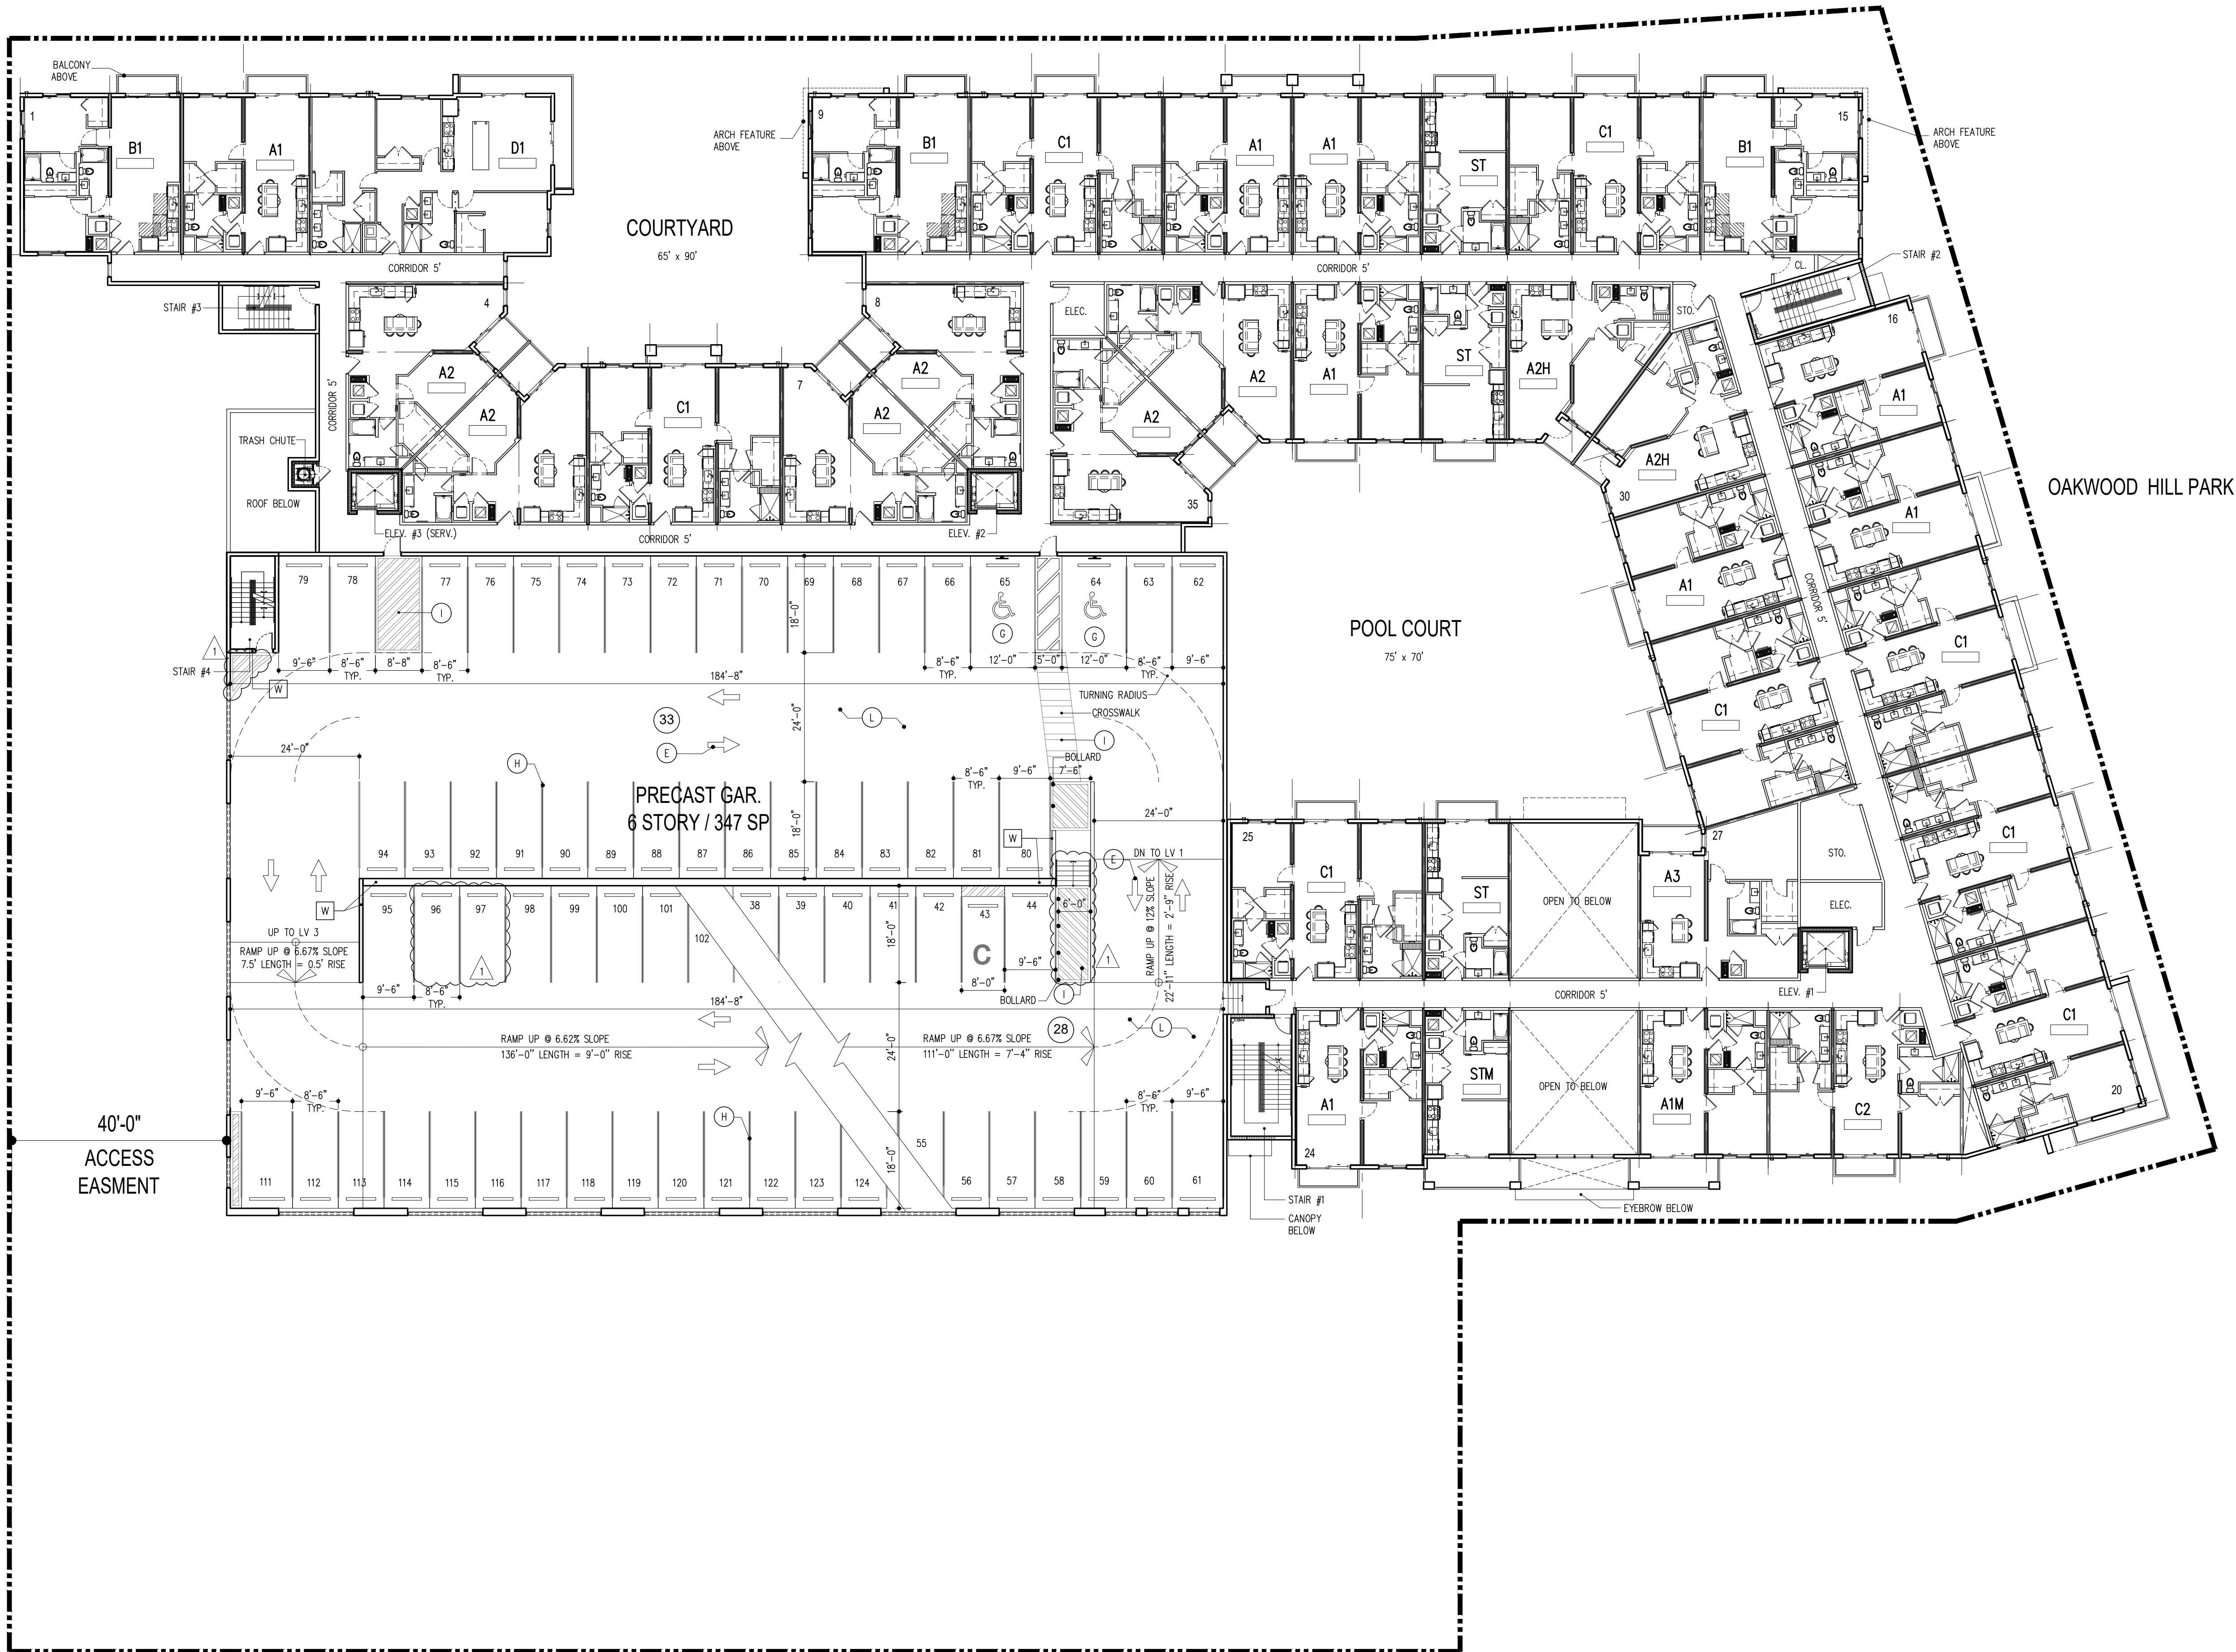 BALCONY
ABOVE
1
B1
A1
D1
COURTYARD
65' x 90'
ARCH FEATURE
ABOVE
9
B1
C1
A1
A1
ST
C1
B1
15
ARCH FEATURE
ABOVE
CORRIDOR 5'
CORRIDOR 5'
CL.
STAIR #2
STAIR #3
4
8
ELEC.
STO.
16
A2
A2
C1
7
A2
A2
A2
A2
A1
ST
A2H
A2H
30
35
A1
A1
CORRIDOR 5'
TRASH CHUTE
ROOF BELOW
ELEV. #3 (SERV.)
CORRIDOR 5'
ELEV. #2
OAKWOOD HILL PARK
POOL COURT
75' x 70'
A1
CORRIDOR 5'
C1
C1
C1
C1
20
79
78
77
76
75
74
73
72
71
70
69
68
67
66
65
64
63
62
I
G
G
18'-0"
1
STAIR #4
W
9'-6"
8'-6"
TYP.
8'-8"
8'-6"
TYP.
8'-6"
TYP.
12'-0"
5'-0"
12'-0"
8'-6"
TYP.
9'-6"
184'-8"
TURNING RADIUS
CROSSWALK
33
L
E
24'-0"
I
BOLLARD
24'-0"
H
8'-6"
TYP.
9'-6"
7'-6"
PRECAST GAR.
6 STORY / 347 SP
18'-0"
24'-0"
W
94
93
92
91
90
89
88
87
86
85
84
83
82
81
80
E
DN TO LV 1
W
95
96
97
98
99
100
101
102
38
39
40
41
42
43
44
6'-0"
C
1
1
18'-0"
9'-6"
8'-0"
BOLLARD
I
RAMP UP @ 12% SLOPE
22'-11" LENGTH = 2'-9" RISE
UP TO LV 3
RAMP UP @ 6.67% SLOPE
7.5' LENGTH = 0.5' RISE
9'-6"
8'-6"
TYP.
184'-8"
28
L
RAMP UP @ 6.62% SLOPE
136'-0" LENGTH = 9'-0" RISE
RAMP UP @ 6.67% SLOPE
111'-0" LENGTH = 7'-4" RISE
24'-0"
9'-6"
8'-6"
TYP.
H
8'-6"
TYP.
9'-6"
18'-0"
55
111
112
113
114
115
116
117
118
119
120
121
122
123
124
56
57
58
59
60
61
40'-0"
ACCESS
EASMENT
25
C1
ST
OPEN TO BELOW
A3
27
STO.
ELEC.
CORRIDOR 5'
ELEV. #1
A1
24
STM
OPEN TO BELOW
A1M
C2
STAIR #1
CANOPY
BELOW
EYEBROW BELOW